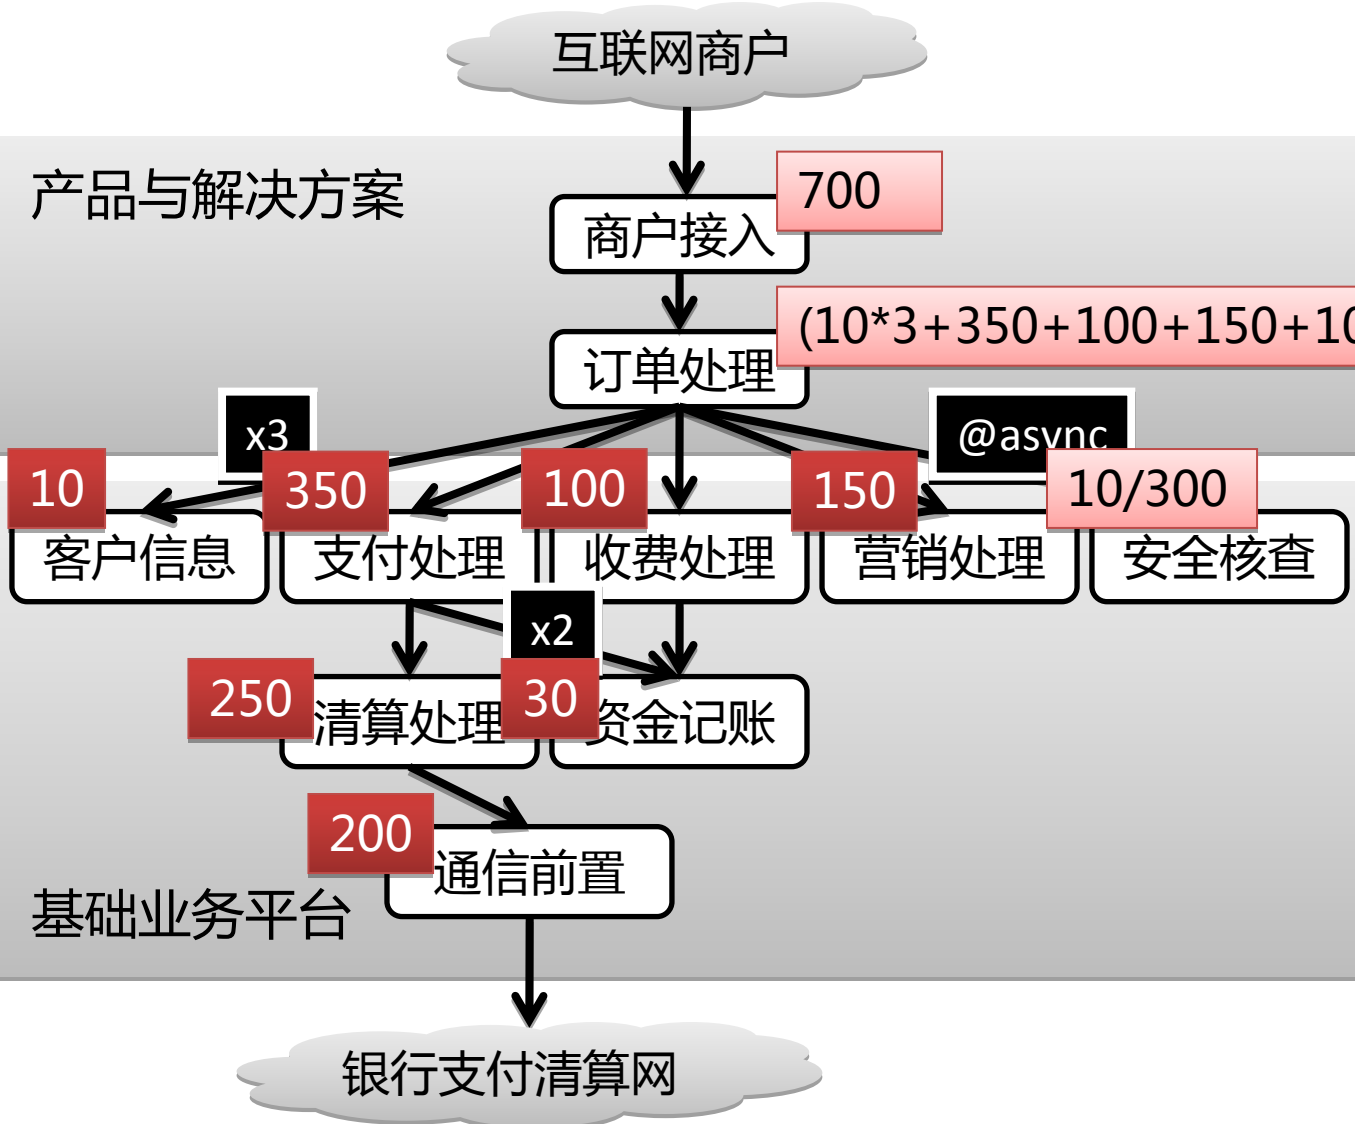 互联网商户
产品与解决方案
700
商户接入
(10*3+350+100+150+10
订单处理
x3
@async
10
350
100
150
10/300
客户信息
支付处理
收费处理
营销处理
安全核查
x2
250
30
清算处理
资金记账
200
通信前置
基础业务平台
银行支付清算网